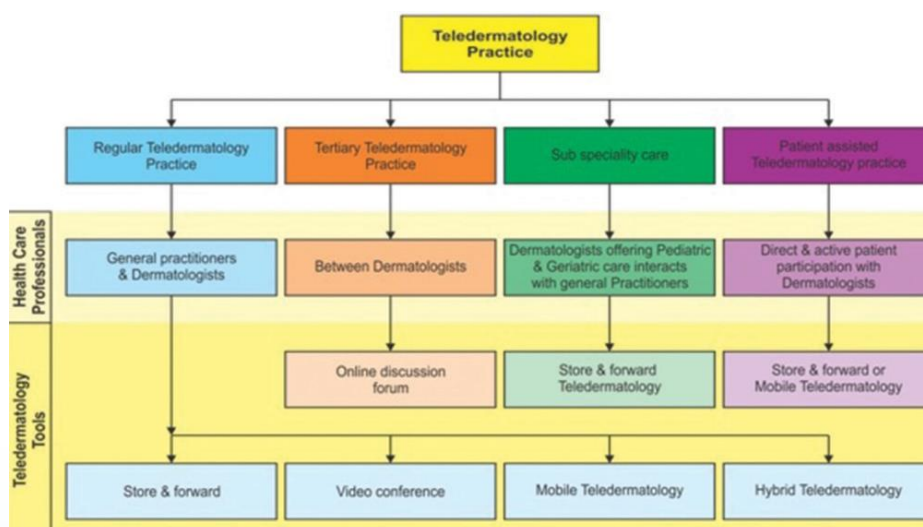 Teledermatology
Practice
Regular Teledermatology
Practice
Tertiary Teledermatology
Practice
Sub speciality care
Patient assisted
Teledermatology practice
Health Care
Professionals
General practitioners
& Dermatologists
Between Dermatologists
Dermatologists offering Pediatric
& Geriatric care interacts
with general Practitioners
Direct & active patient
participation with
Dermatologists
Teledermatology
Tools
Online discussion
forum
Store & forward
Teledermatology
Store & forward or
Mobile Teledermatology
Store & forward
Video conference
Mobile Teledermatology
Hybrid Teledermatology